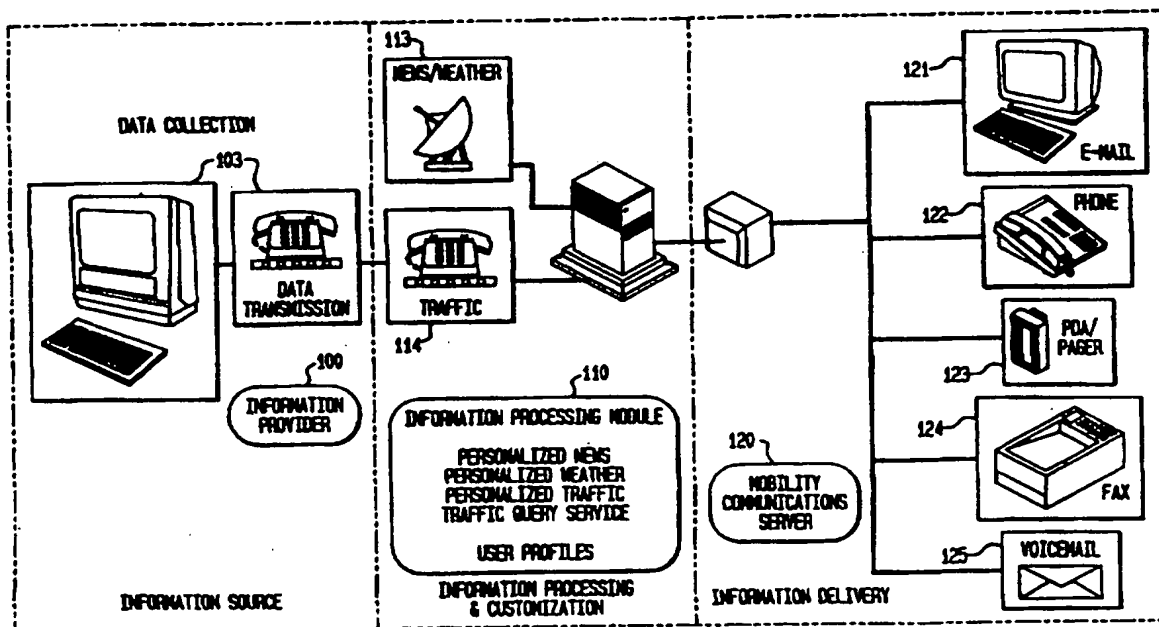 DATA COLLECTION
103
DATA
TRANSMISSION
100
INFORMATION
PROVIDER
INFORMATION SOURCE
113
NEWS/WEATHER
TRAFFIC
114
110
INFORMATION PROCESSING MODULE
PERSONALIZED NEWS
PERSONALIZED WEATHER
PERSONALIZED TRAFFIC
TRAFFIC QUERY SERVICE
USER PROFILES
INFORMATION PROCESSING
& CUSTOMIZATION
120
MOBILITY
COMMUNICATIONS
SERVER
INFORMATION DELIVERY
121
E-MAIL
122
PHONE
PDA/
PAGER
123
124
FAX
125
VOICEMAIL